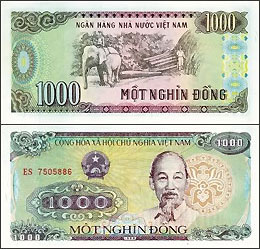 NGÂN HÀNG NHÀ NƯỚC VIỆT NAM
1000
1000
MỘT NGHÌN ĐỒNG
CỘNG HÒA XÃ HỘI CHỦ NGHĨA VIỆT NAM
1000
1000
ES 7505886
1000
MỘT NGHÌN ĐỒNG